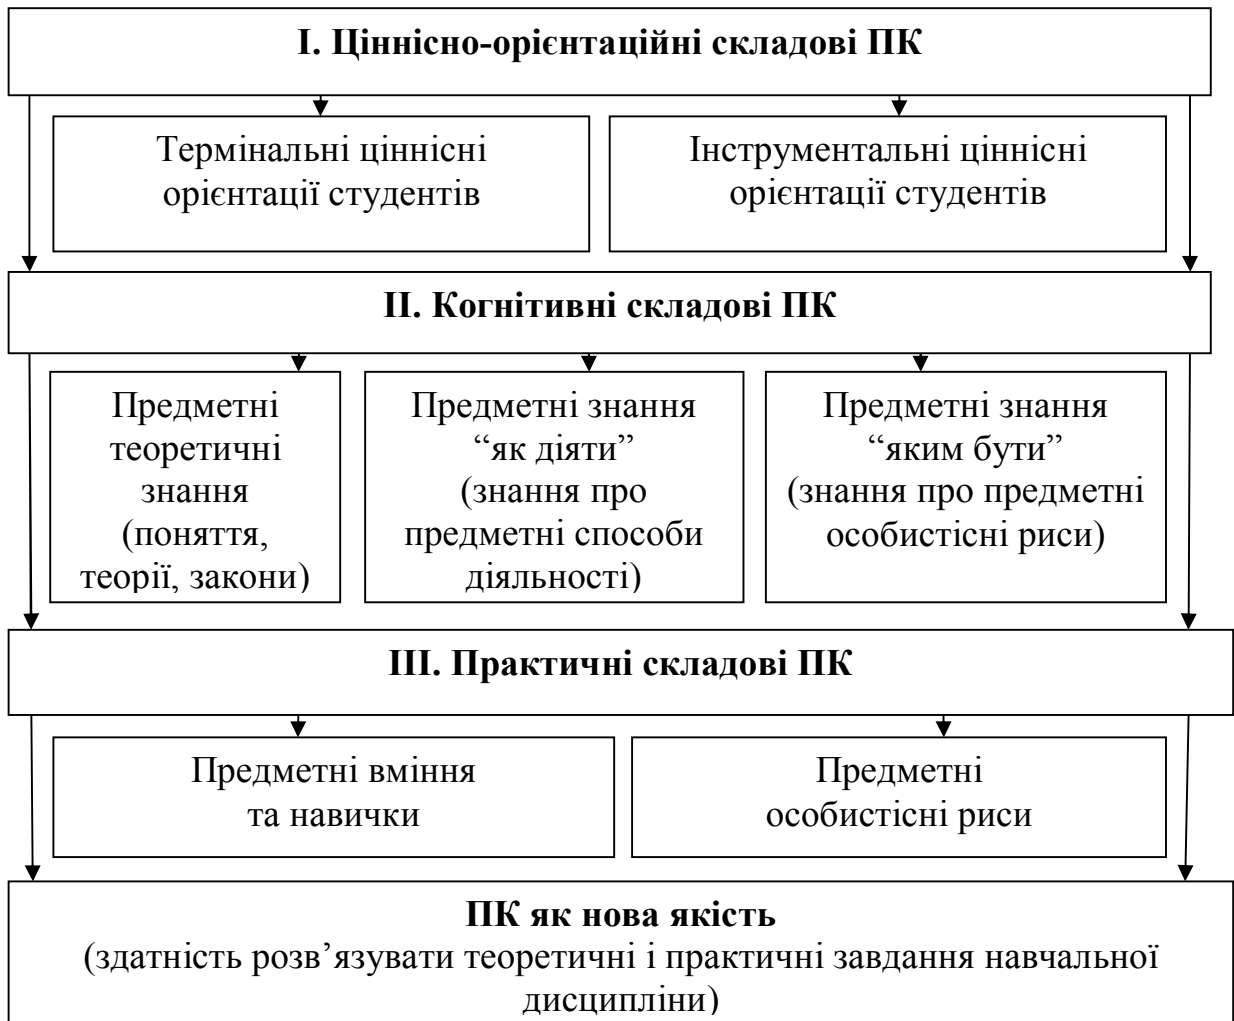 І. Ціннісно-орієнтаційні складові ПК
Термінальні ціннісні
орієнтації студентів
Інструментальні ціннісні
орієнтації студентів
ІІ. Когнітивні складові ПК
Предметні
теоретичні
знання
(поняття,
теорії, закони)
Предметні знання
“як діяти”
(знання про
предметні способи
діяльності)
Предметні знання
“яким бути”
(знання про предметні
особистісні риси)
ІІІ. Практичні складові ПК
Предметні вміння
та навички
Предметні
особистісні риси
ПК як нова якість
(здатність розв’язувати теоретичні і практичні завдання навчальної
дисципліни)